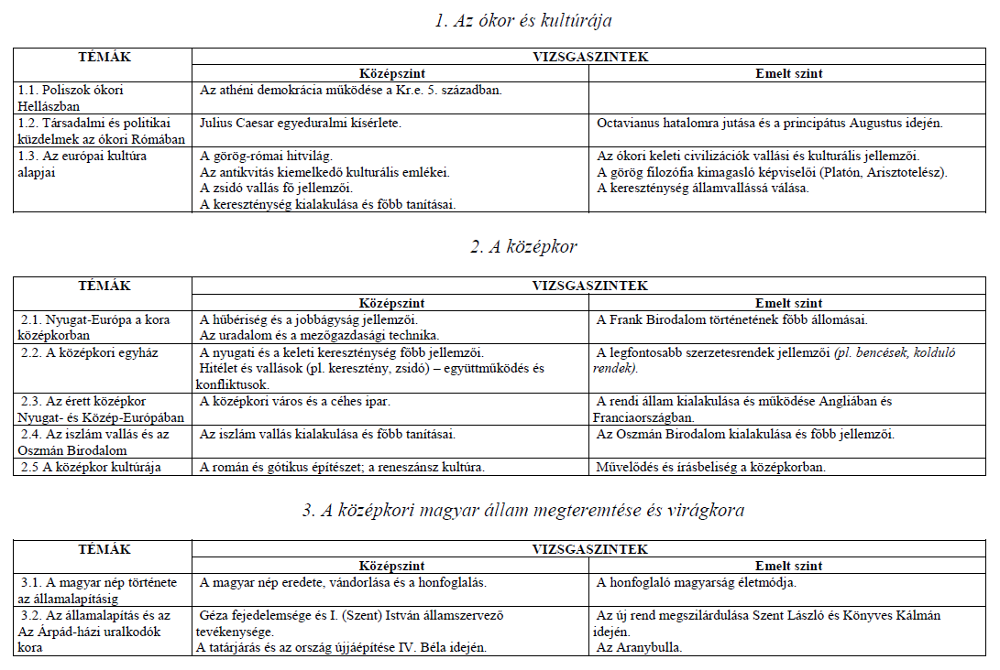 1. Az ókor és kultúrája
TÉMÁK
VIZSGASZINTEK
Középszint
Emelt szint
1.1. Poliszok ókori
Hellászban
Az athéni demokrácia működése a Kr.e. 5. században.
1.2. Társadalmi és politikai
küzdelmek az ókori Rómában
Julius Caesar egyeduralmi kísérlete.
Octavianus hatalomra jutása és a principátus Augustus idején.
1.3. Az európai kultúra
alapjai
A görög-római hitvilág.
Az antikvitás kiemelkedő kulturális emlékei.
A zsidó vallás fő jellemzői.
A kereszténység kialakulása és főbb tanításai.
Az ókori keleti civilizációk vallási és kulturális jellemzői.
A görög filozófia kimagasló képviselői (Platón, Arisztotelész).
A kereszténység államvallássá válása.
2. A középkor
TÉMÁK
VIZSGASZINTEK
Középszint
Emelt szint
2.1. Nyugat-Európa a kora
középkorban
A hűbériség és a jobbágyság jellemzői.
Az uradalom és a mezőgazdasági technika.
A Frank Birodalom történetének főbb állomásai.
2.2. A középkori egyház
A nyugati és a keleti kereszténység főbb jellemzői.
Hitélet és vallások (pl. keresztény, zsidó) – együttműködés és
konfliktusok.
A legfontosabb szerzetesrendek jellemzői (pl. bencések, kolduló
rendek).
2.3. Az érett középkor
Nyugat- és Közép-Európában
A középkori város és a céhes ipar.
A rendi állam kialakulása és működése Angliában és
Franciaországban.
2.4. Az iszlám vallás és az
Oszmán Birodalom
Az iszlám vallás kialakulása és főbb tanításai.
Az Oszmán Birodalom kialakulása és főbb jellemzői.
2.5 A középkor kultúrája
A román és gótikus építészet; a reneszánsz kultúra.
Művelődés és írásbeliség a középkorban.
3. A középkori magyar állam megteremtése és virágkora
TÉMÁK
VIZSGASZINTEK
Középszint
Emelt szint
3.1. A magyar nép története
az államalapításig
A magyar nép eredete, vándorlása és a honfoglalás.
A honfoglaló magyarság életmódja.
3.2. Az államalapítás és az
Az Árpád-házi uralkodók
kora
Géza fejedelemsége és I. (Szent) István államszervező
tevékenysége.
A tatárjárás és az ország újjáépítése IV. Béla idején.
Az új rend megszilárdulása Szent László és Könyves Kálmán
idején.
Az Aranybulla.